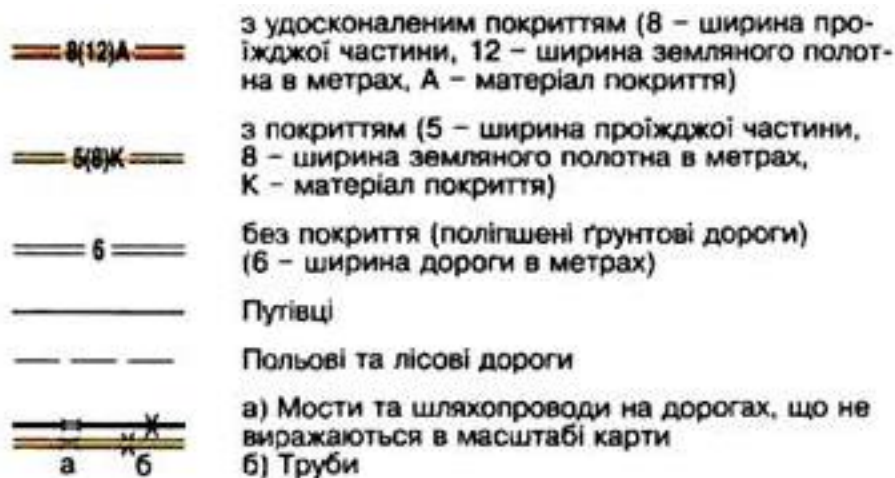 8(12)А
з удосконаленим покриттям (8 – ширина про-
їжджої частини, 12 – ширина земляного полот-
на в метрах, А – матеріал покриття)
5(8)К
з покриттям (5 – ширина проїжджої частини,
8 – ширина земляного полотна в метрах,
К – матеріал покриття)
6
без покриття (поліпшені ґрунтові дороги)
(6 – ширина дороги в метрах)
Путівці
Польові та лісові дороги
а) Мости та шляхопроводи на дорогах, що не
виражаються в масштабі карти
б) Труби
а б